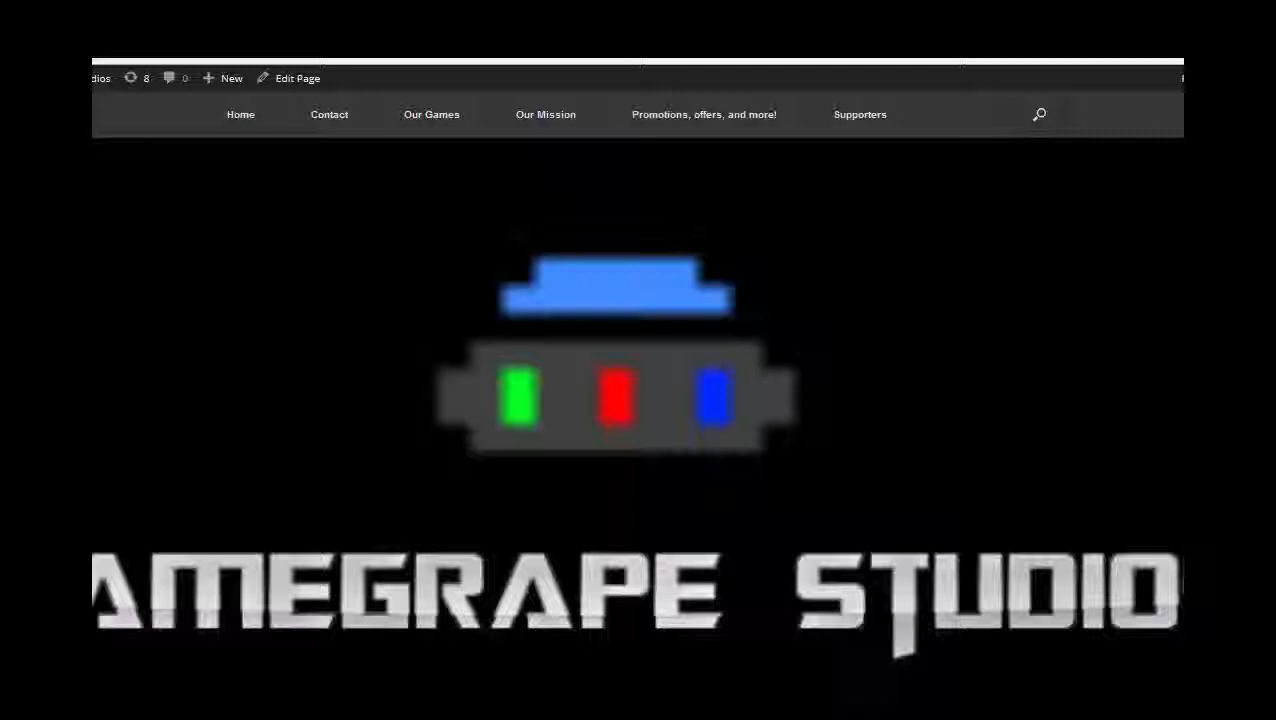 dios 8 0 New Edit Page
Home Contact Our Games Our Mission Promotions, offers, and more! Supporters
AMEGRAPE STUDIO